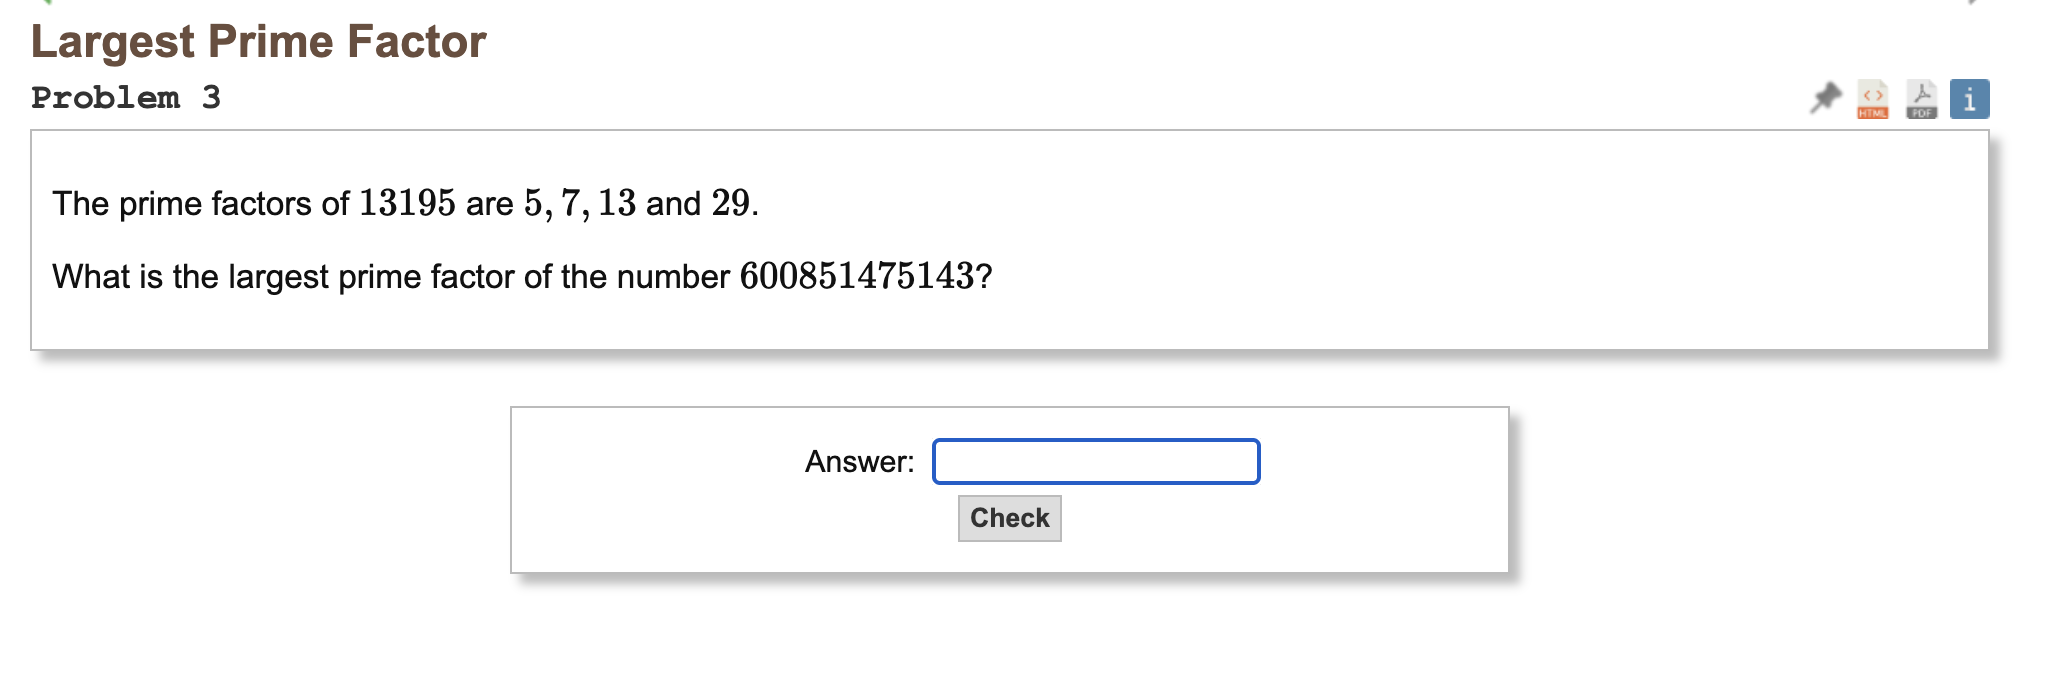 Largest Prime Factor
Problem 3
HTML
PDF
i
The prime factors of 13195 are 5, 7, 13 and 29.
What is the largest prime factor of the number 600851475143?
Answer:
Check